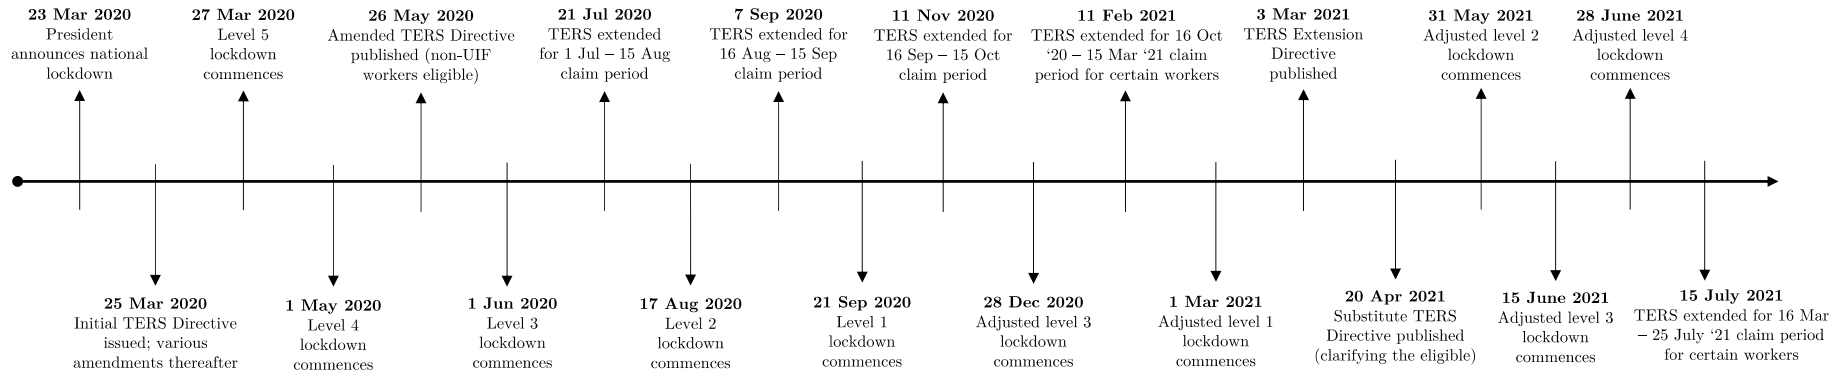 23 Mar 2020
President
announces national
lockdown
27 Mar 2020
Level 5
lockdown
commences
26 May 2020
Amended TERS Directive
published (non-UIF
workers eligible)
21 Jul 2020
TERS extended
for 1 Jul – 15 Aug
claim period
7 Sep 2020
TERS extended for
16 Aug – 15 Sep
claim period
11 Nov 2020
TERS extended for
16 Sep – 15 Oct
claim period
11 Feb 2021
TERS extended for 16 Oct
‘20 – 15 Mar ‘21 claim
period for certain workers
3 Mar 2021
TERS Extension
Directive
published
31 May 2021
Adjusted level 2
lockdown
commences
28 June 2021
Adjusted level 4
lockdown
commences
25 Mar 2020
Initial TERS Directive
issued; various
amendments thereafter
1 May 2020
Level 4
lockdown
commences
1 Jun 2020
Level 3
lockdown
commences
17 Aug 2020
Level 2
lockdown
commences
21 Sep 2020
Level 1
lockdown
commences
28 Dec 2020
Adjusted level 3
lockdown
commences
1 Mar 2021
Adjusted level 1
lockdown
commences
20 Apr 2021
Substitute TERS
Directive published
(clarifying the eligible)
15 June 2021
Adjusted level 3
lockdown
commences
15 July 2021
TERS extended for 16 Mar
– 25 July ‘21 claim period
for certain workers